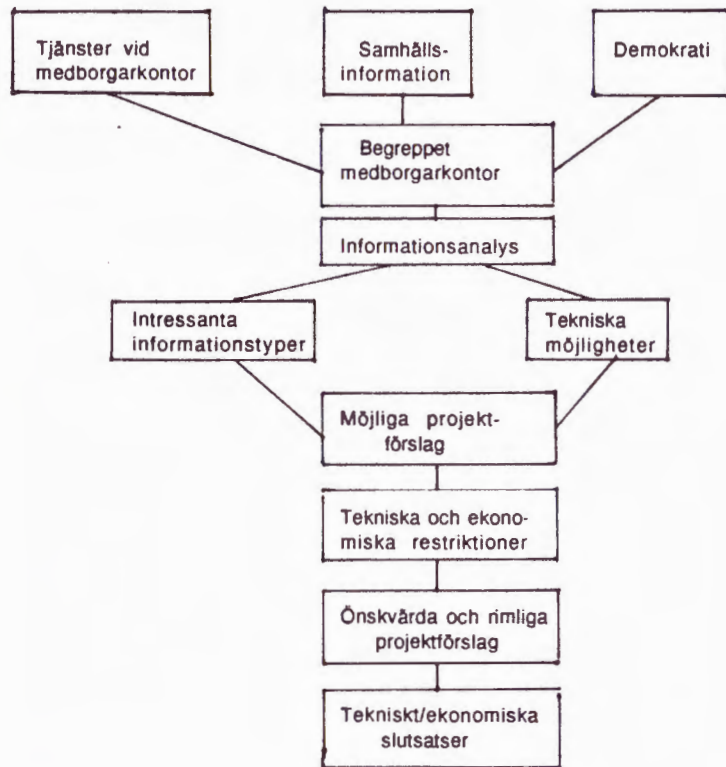 Tjänster vid
medborgarkontor
Samhälls-
information
Demokrati
Begreppet
medborgarkontor
Informationsanalys
Intressanta
informationstyper
Tekniska
möjligheter
Möjliga projekt-
förslag
Tekniska och ekono-
miska restriktioner
Önskvärda och rimliga
projektförslag
Tekniskt/ekonomiska
slutsatser